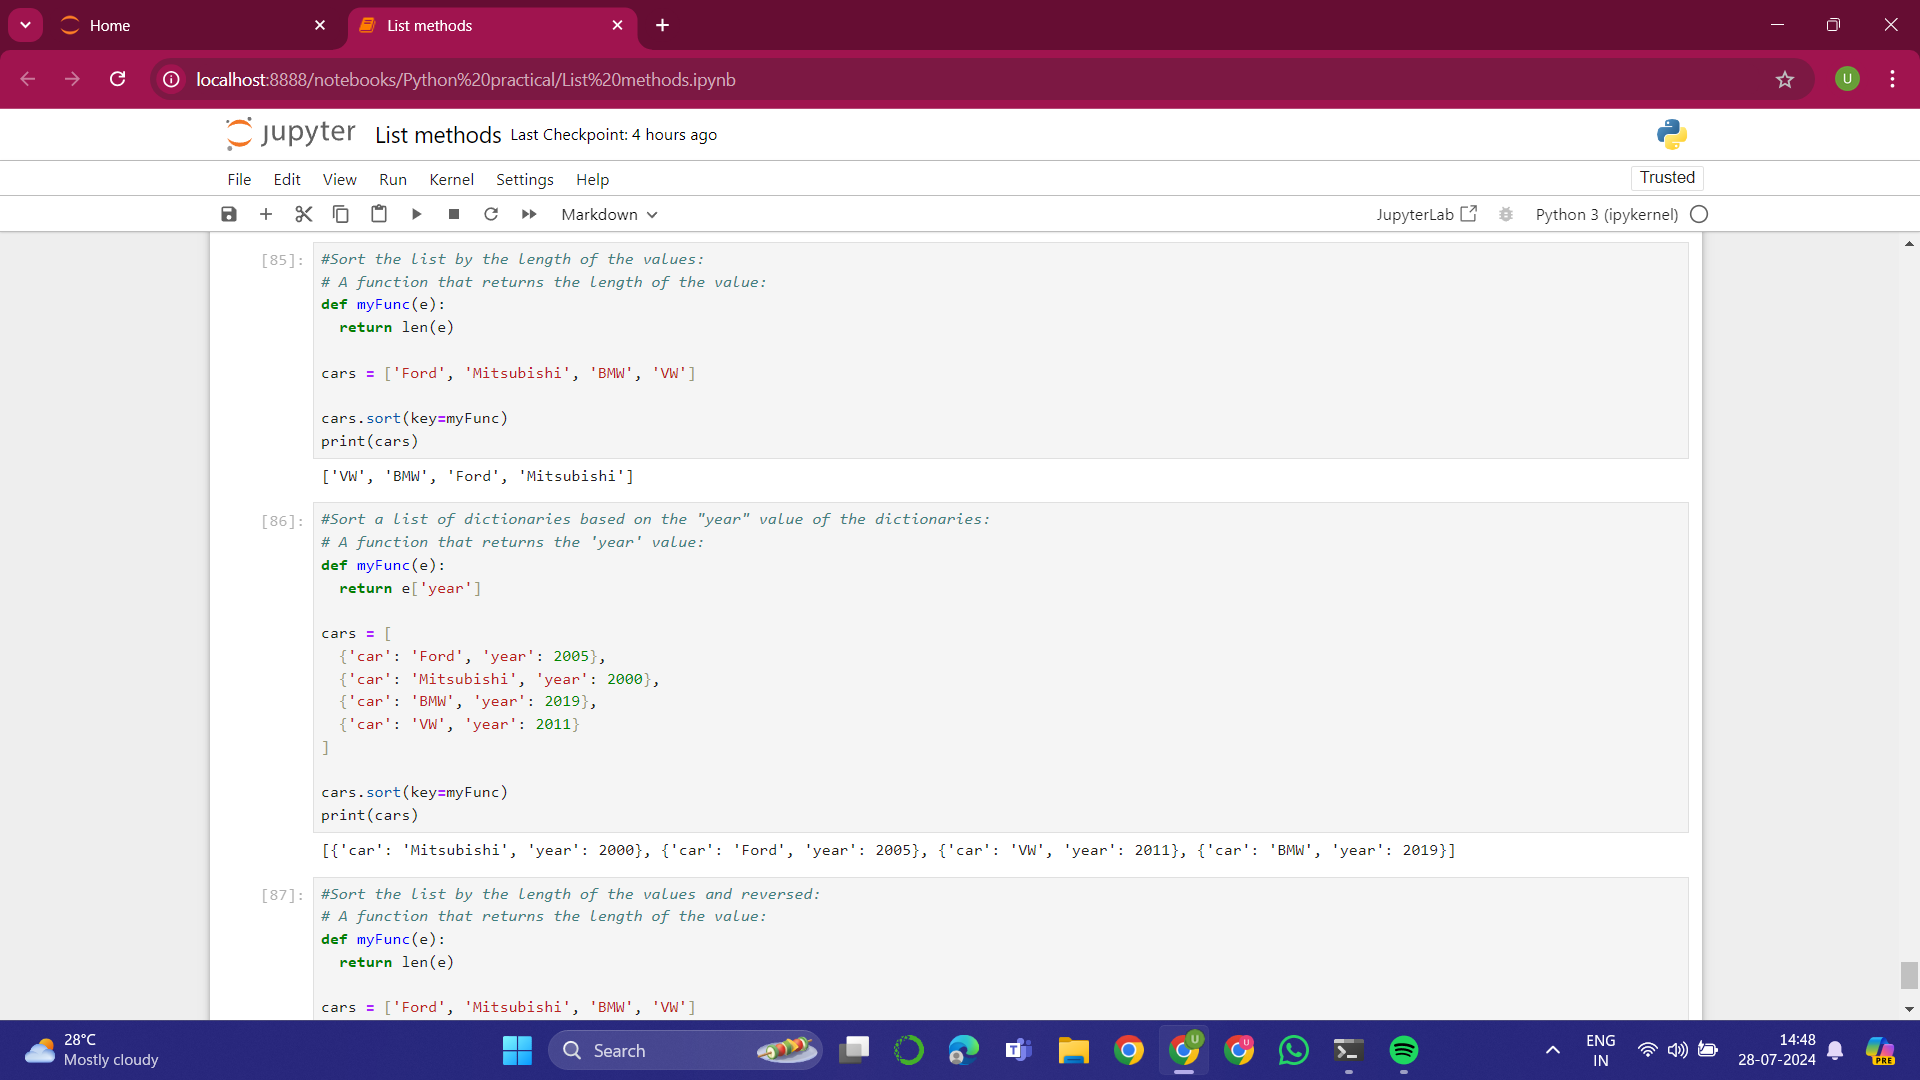 Home
List methods
localhost:8888/notebooks/Python%20practical/List%20methods.ipynb
U
jupyter List methods Last Checkpoint: 4 hours ago
File Edit View Run Kernel Settings Help
Trusted
Markdown
JupyterLab
Python 3 (ipykernel)
[85]:
#Sort the list by the length of the values:
# A function that returns the length of the value:
def myFunc(e):
  return len(e)
cars = ['Ford', 'Mitsubishi', 'BMW', 'VW']
cars.sort(key=myFunc)
print(cars)
['VW', 'BMW', 'Ford', 'Mitsubishi']
[86]:
#Sort a list of dictionaries based on the "year" value of the dictionaries:
# A function that returns the 'year' value:
def myFunc(e):
  return e['year']
cars = [
  {'car': 'Ford', 'year': 2005},
  {'car': 'Mitsubishi', 'year': 2000},
  {'car': 'BMW', 'year': 2019},
  {'car': 'VW', 'year': 2011}
]
cars.sort(key=myFunc)
print(cars)
[{'car': 'Mitsubishi', 'year': 2000}, {'car': 'Ford', 'year': 2005}, {'car': 'VW', 'year': 2011}, {'car': 'BMW', 'year': 2019}]
[87]:
#Sort the list by the length of the values and reversed:
# A function that returns the length of the value:
def myFunc(e):
  return len(e)
cars = ['Ford', 'Mitsubishi', 'BMW', 'VW']
28°C
Mostly cloudy
Search
U
U
ENG
IN
14:48
28-07-2024
PRE